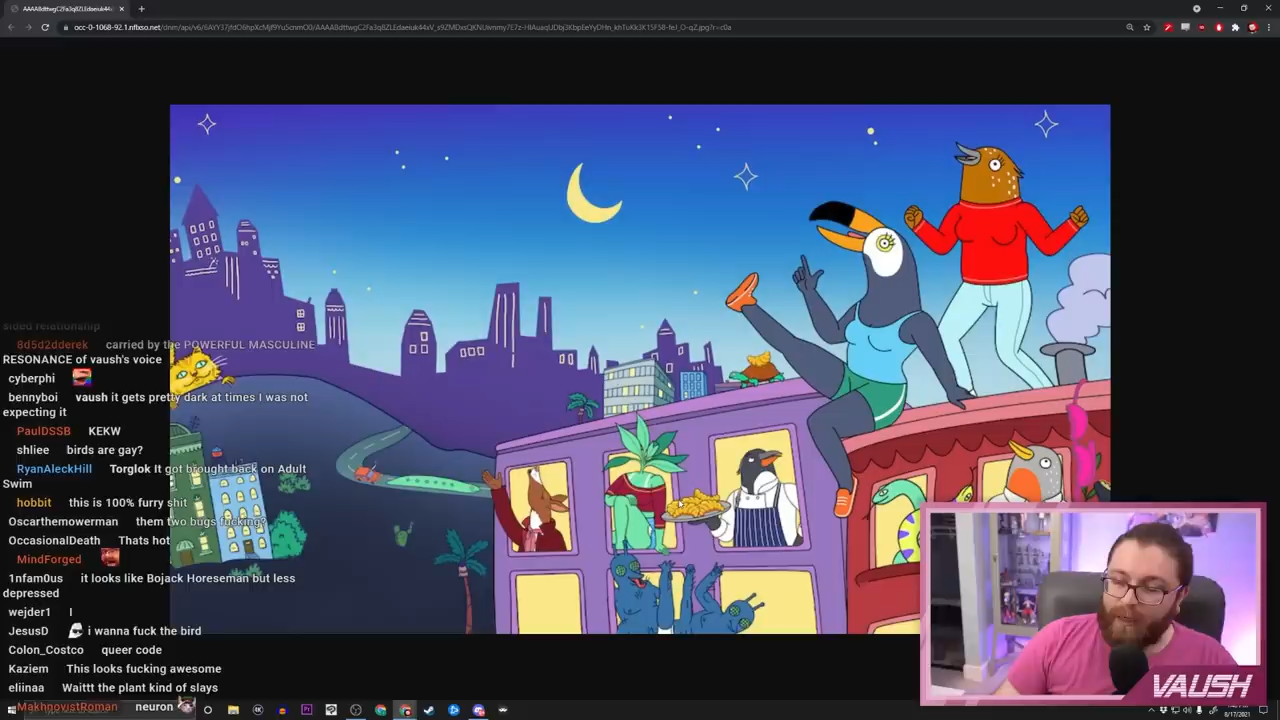 sided relationship
8d5d2dderek carried by the POWERFUL MASCULINE
RESONANCE of vaush's voice
cyberphi
bennyboi vaush it gets pretty dark at times I was not
expecting it
PaulDSSB KEKW
shliee birds are gay?
RyanAleckHill Torglok It got brought back on Adult
Swim
hobbit this is 100% furry shit
Oscarthemowerman them two bugs fucking?
OccasionalDeath Thats hot
MindForged
1nfam0us it looks like Bojack Horeseman but less
depressed
wejder1 I
JesusD i wanna fuck the bird
Colon_Costco queer code
Kaziem This looks fucking awesome
eliinaa Waittt the plant kind of slays
MakhnovistRoman neuron
VAUSH
8/17/2021